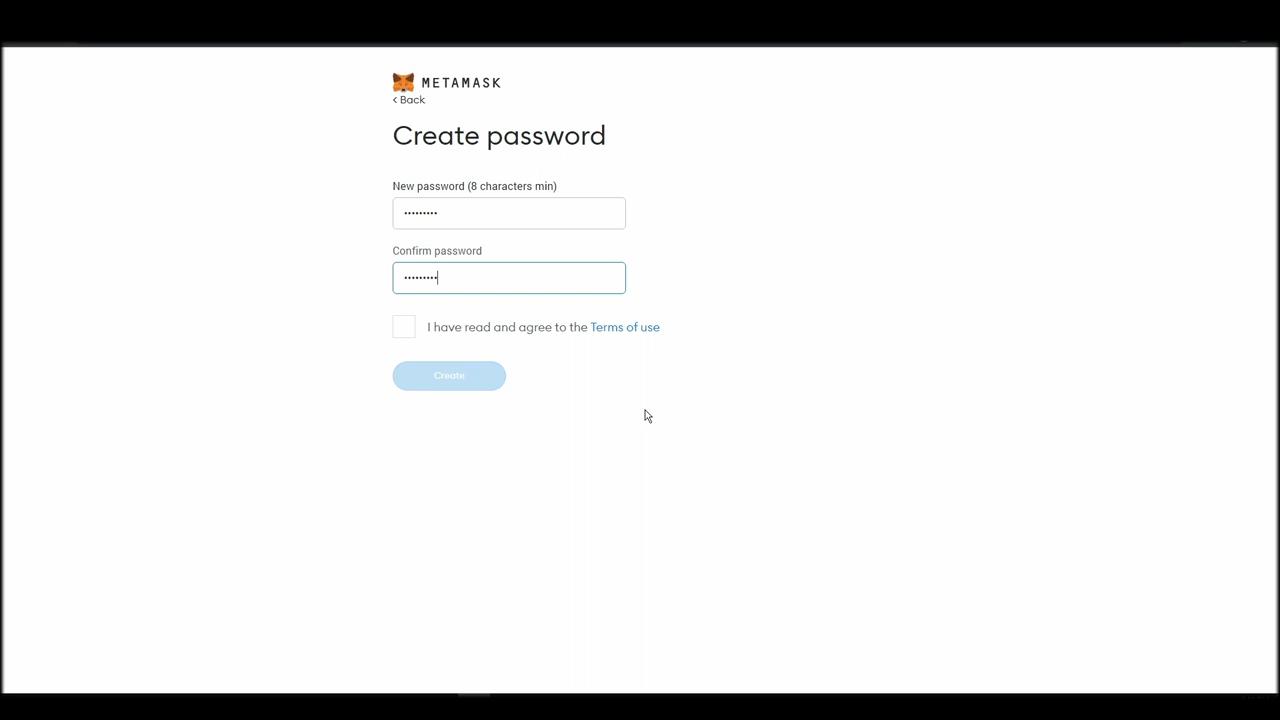 METAMASK
< Back
Create password
New password (8 characters min)
•••••••••
Confirm password
•••••••••
I have read and agree to the Terms of use
Create